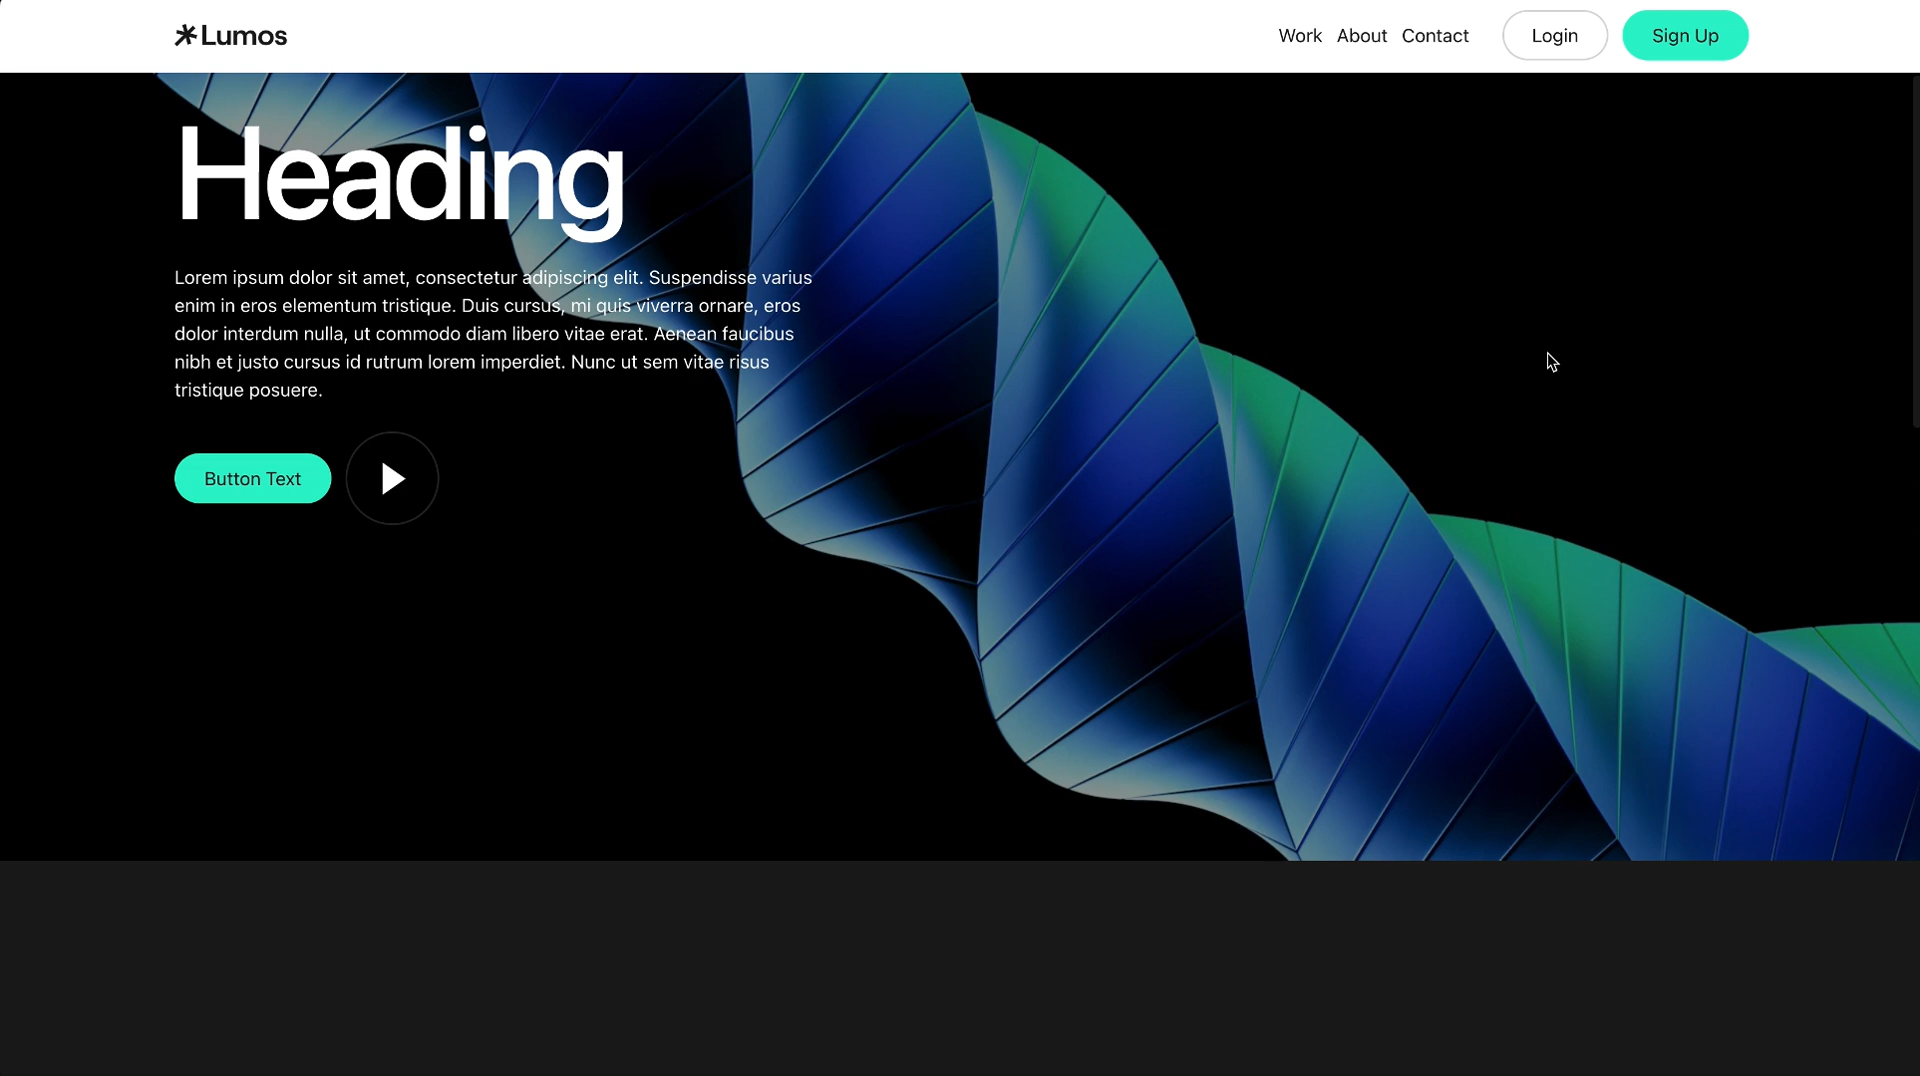 Lumos
Work About Contact Login Sign Up
Heading
Lorem ipsum dolor sit amet, consectetur adipiscing elit. Suspendisse varius
enim in eros elementum tristique. Duis cursus, mi quis viverra ornare, eros
dolor interdum nulla, ut commodo diam libero vitae erat. Aenean faucibus
nibh et justo cursus id rutrum lorem imperdiet. Nunc ut sem vitae risus
tristique posuere.
Button Text